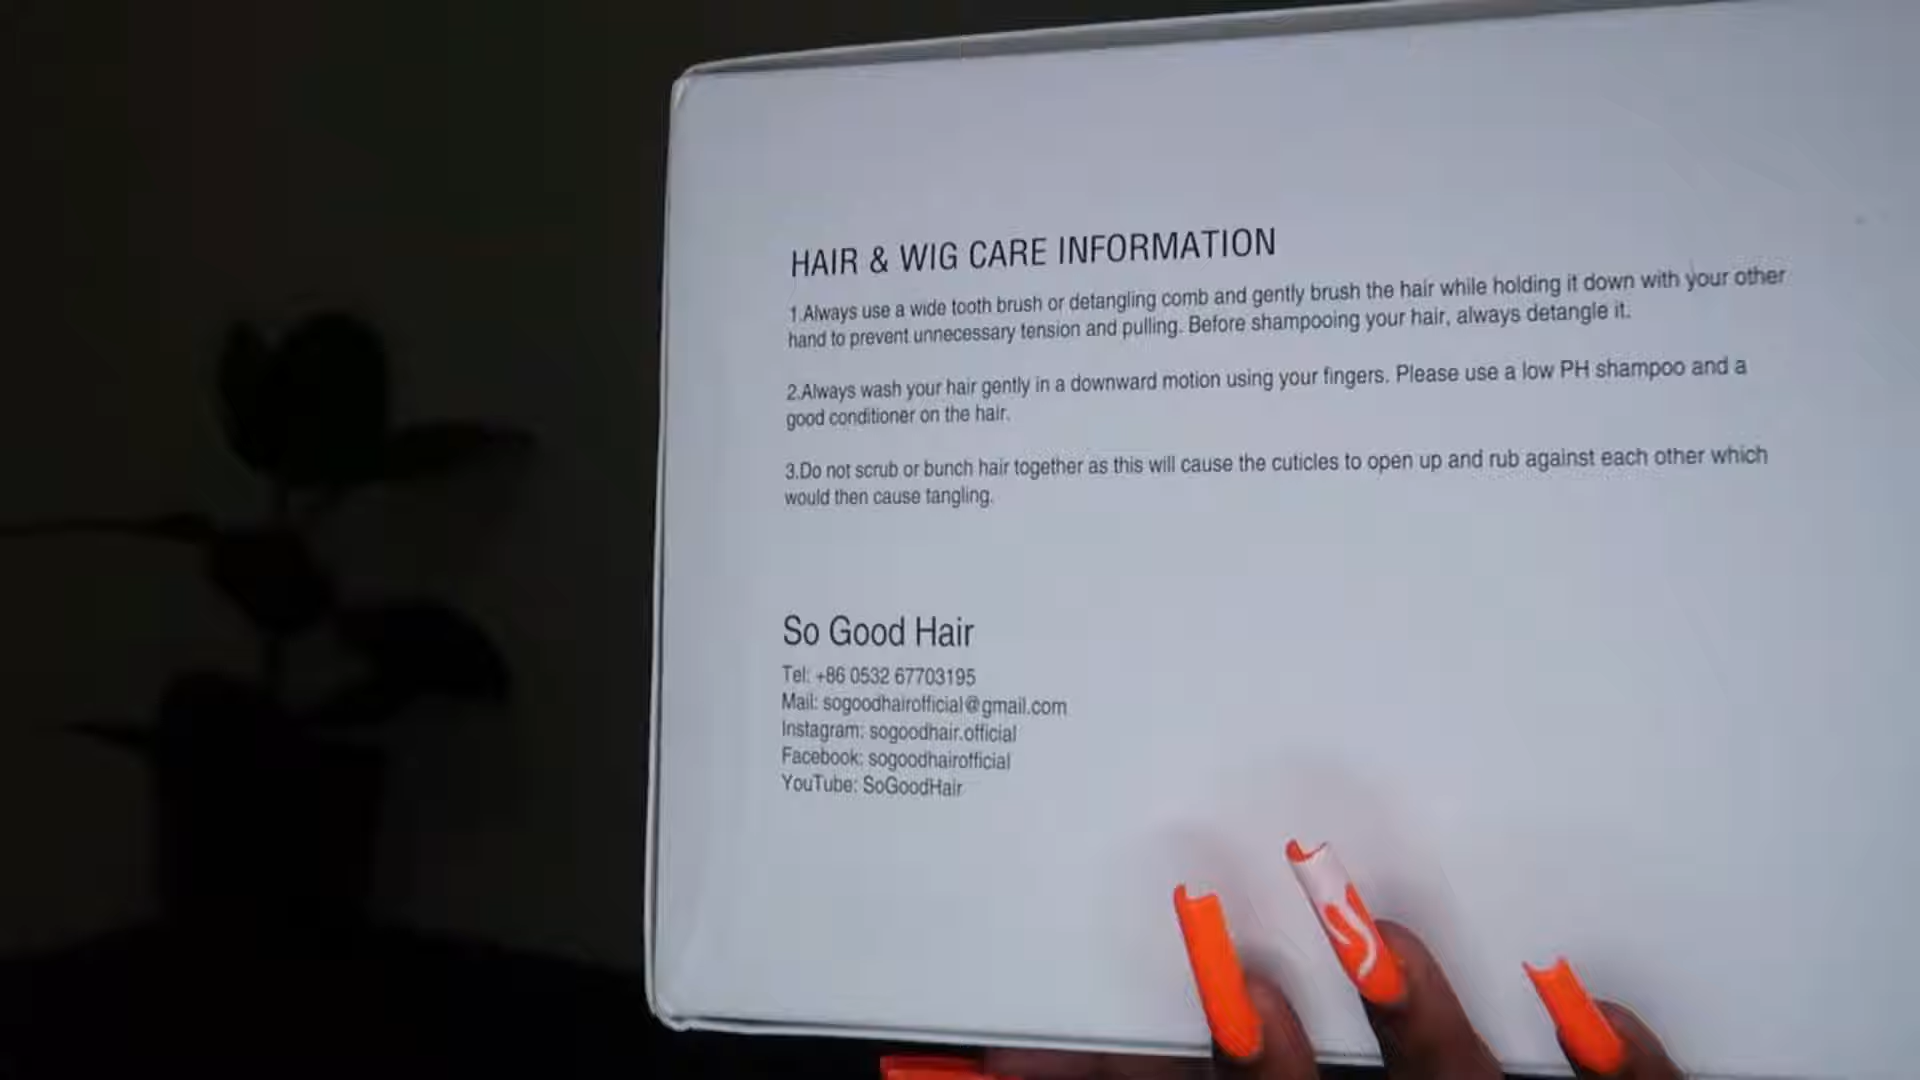 HAIR & WIG CARE INFORMATION
1.Always use a wide tooth brush or detangling comb and gently brush the hair while holding it down with your other
hand to prevent unnecessary tension and pulling. Before shampooing your hair, always detangle it.
2.Always wash your hair gently in a downward motion using your fingers. Please use a low PH shampoo and a
good conditioner on the hair.
3.Do not scrub or bunch hair together as this will cause the cuticles to open up and rub against each other which
would then cause tangling.
So Good Hair
Tel: +86 0532 67703195
Mail: sogoodhairofficial@gmail.com
Instagram: sogoodhair.official
Facebook: sogoodhairofficial
YouTube: SoGoodHair